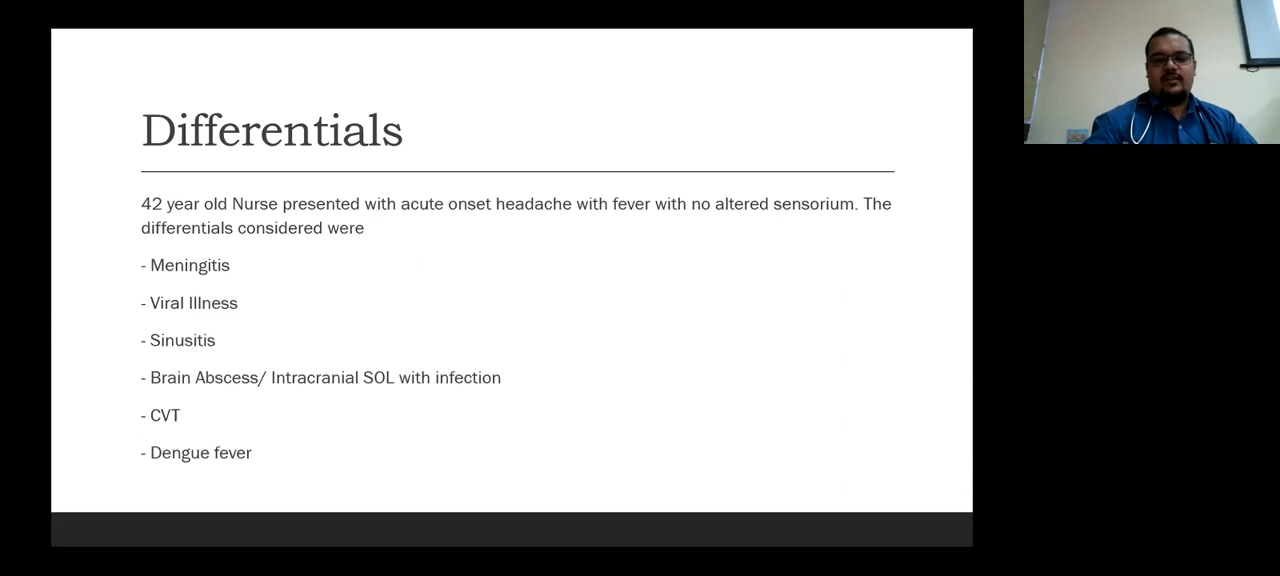 Differentials
42 year old Nurse presented with acute onset headache with fever with no altered sensorium. The
differentials considered were
- Meningitis
- Viral Illness
- Sinusitis
- Brain Abscess/ Intracranial SOL with infection
- CVT
- Dengue fever